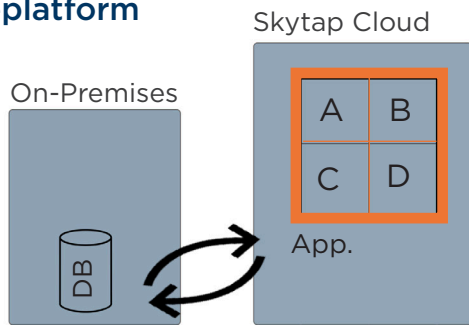 platform
Skytap Cloud
On-Premises
A B
C D
App.
DB